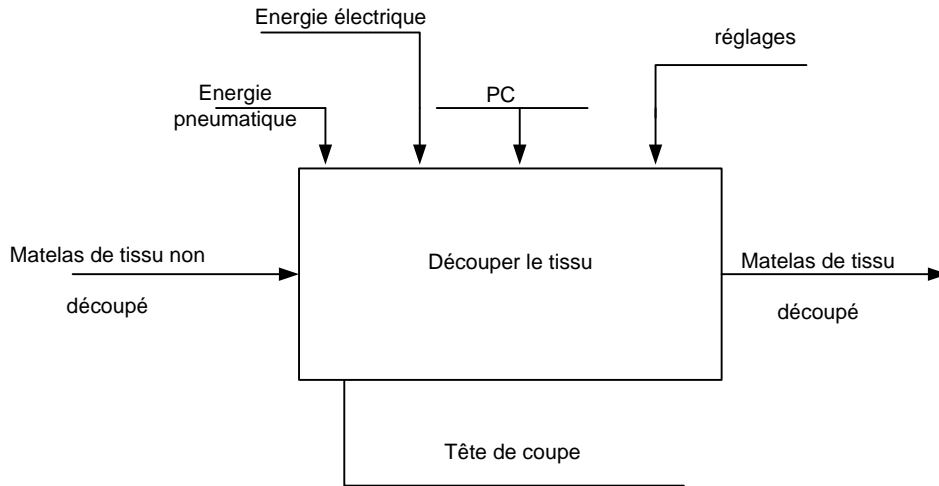 Energie électrique
réglages
Energie
pneumatique
PC
Matelas de tissu non
découpé
Découper le tissu
Matelas de tissu
découpé
Tête de coupe